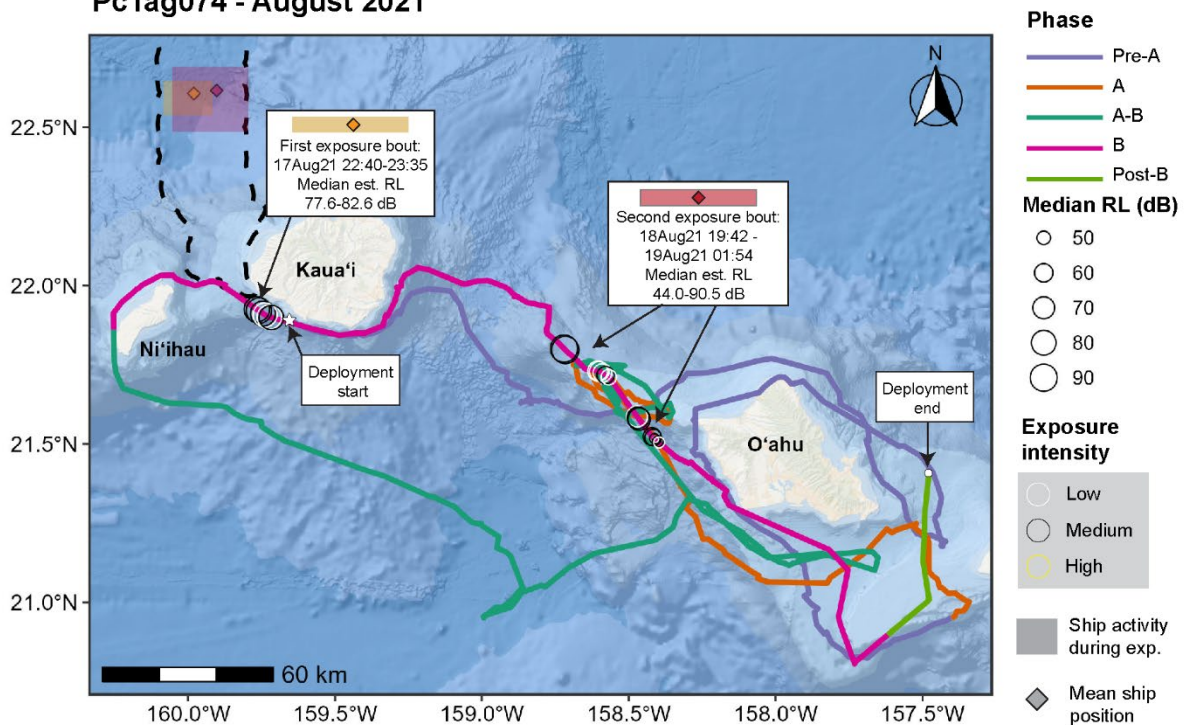 PcTag074 - August 2021
N
22.5°N
22.0°N
21.5°N
21.0°N
First exposure bout:
17Aug21 22:40-23:35
Median est. RL
77.6-82.6 dB
Second exposure bout:
18Aug21 19:42 -
19Aug21 01:54
Median est. RL
44.0-90.5 dB
Kauaʻi
Niʻihau
Deployment
start
Oʻahu
Deployment
end
60 km
160.0°W
159.5°W
159.0°W
158.5°W
158.0°W
157.5°W
Phase
Pre-A
A
A-B
B
Post-B
Median RL (dB)
50
60
70
80
90
Exposure
intensity
Low
Medium
High
Ship activity
during exp.
Mean ship
position